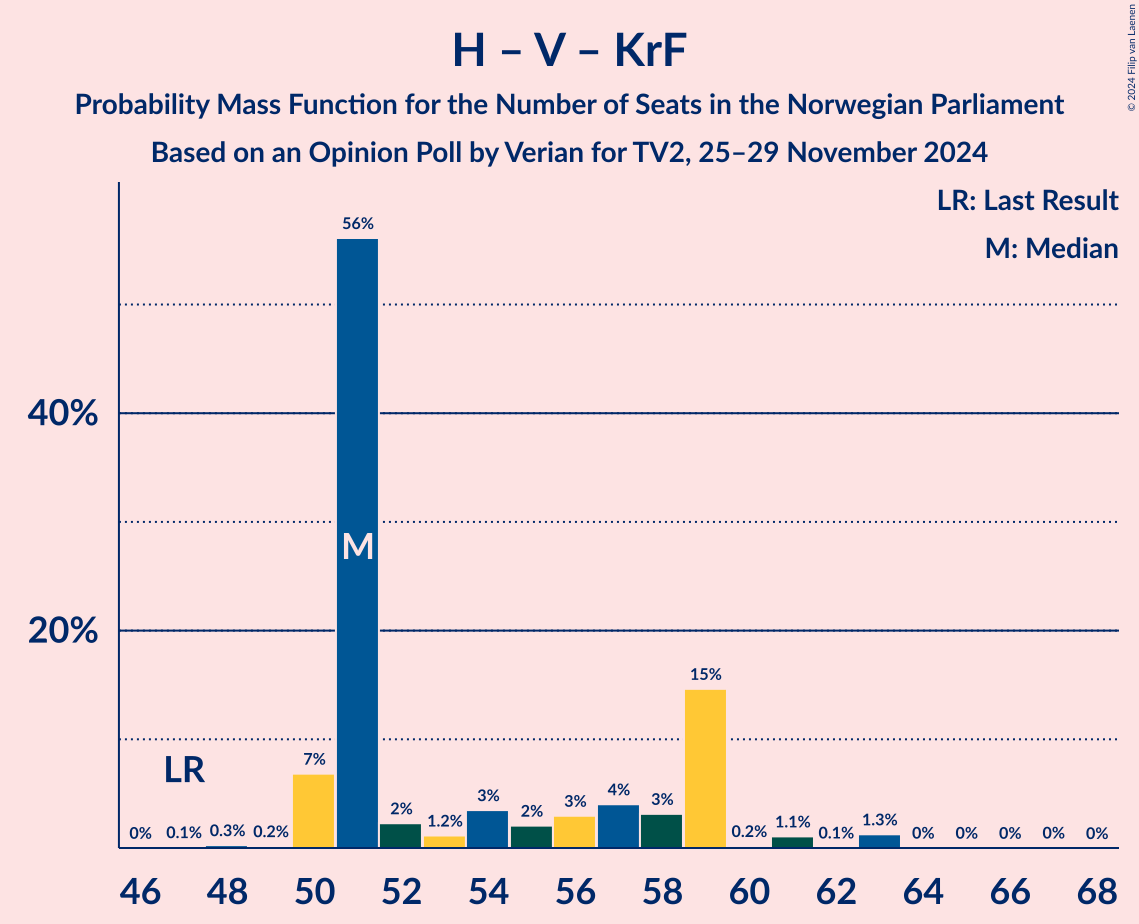 H – V – KrF
Probability Mass Function for the Number of Seats in the Norwegian Parliament
Based on an Opinion Poll by Verian for TV2, 25–29 November 2024
© 2024 Filip van Laenen
LR: Last Result
M: Median
56%
40%
M
20%
15%
LR
7%
0% 0.1% 0.3% 0.2% 2% 1.2% 3% 2% 3% 4% 3% 0.2% 1.1% 0.1% 1.3% 0% 0% 0% 0% 0%
46 48 50 52 54 56 58 60 62 64 66 68